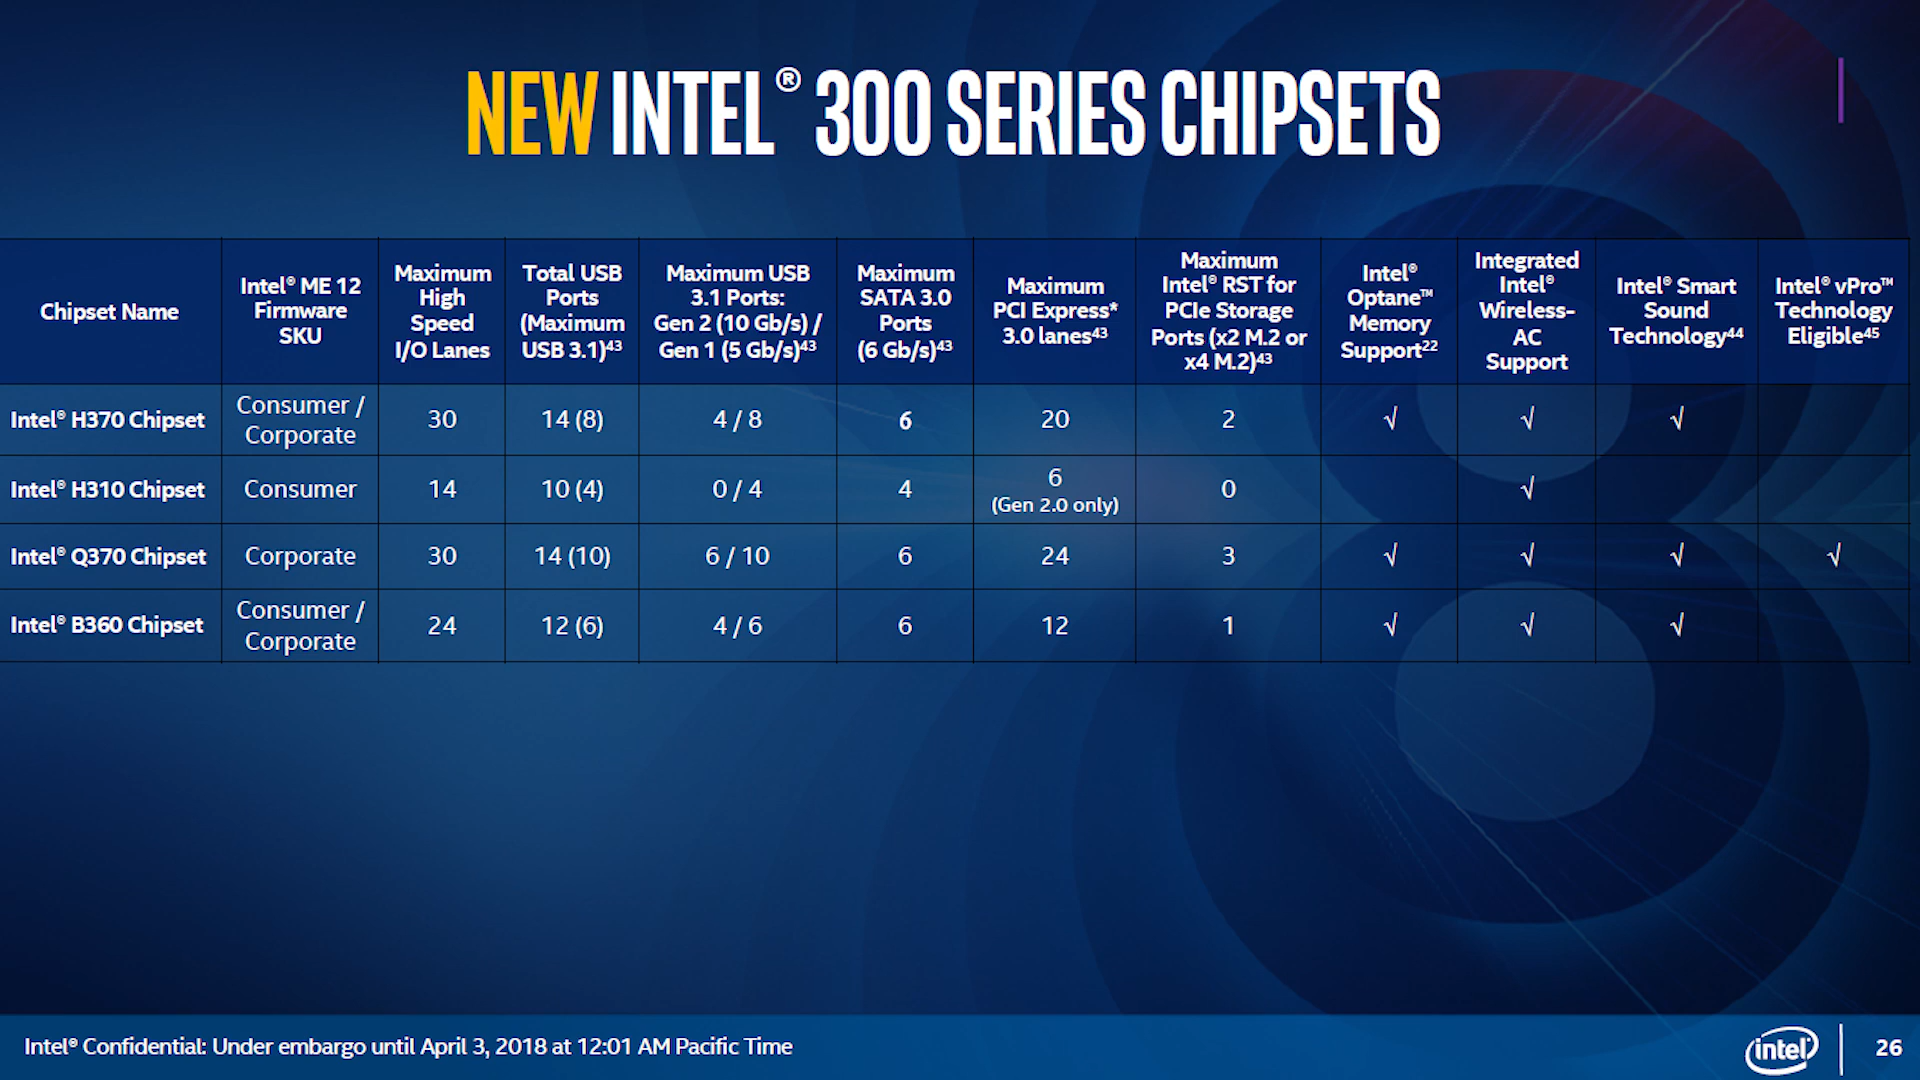 NEW INTEL® 300 SERIES CHIPSETS
Chipset Name
Intel® ME 12
Firmware
SKU
Maximum
High
Speed
I/O Lanes
Total USB
Ports
(Maximum
USB 3.1)43
Maximum USB
3.1 Ports:
Gen 2 (10 Gb/s) /
Gen 1 (5 Gb/s)43
Maximum
SATA 3.0
Ports
(6 Gb/s)43
Maximum
PCI Express*
3.0 lanes43
Maximum
Intel® RST for
PCIe Storage
Ports (x2 M.2 or
x4 M.2)43
Intel®
Optane™
Memory
Support22
Integrated
Intel®
Wireless-
AC
Support
Intel® Smart
Sound
Technology44
Intel® vPro™
Technology
Eligible45
Intel® H370 Chipset
Consumer /
Corporate
30
14 (8)
4 / 8
6
20
2
√
√
√
Intel® H310 Chipset
Consumer
14
10 (4)
0 / 4
4
6
(Gen 2.0 only)
0
√
Intel® Q370 Chipset
Corporate
30
14 (10)
6 / 10
6
24
3
√
√
√
√
Intel® B360 Chipset
Consumer /
Corporate
24
12 (6)
4 / 6
6
12
1
√
√
√
Intel® Confidential: Under embargo until April 3, 2018 at 12:01 AM Pacific Time
intel
26